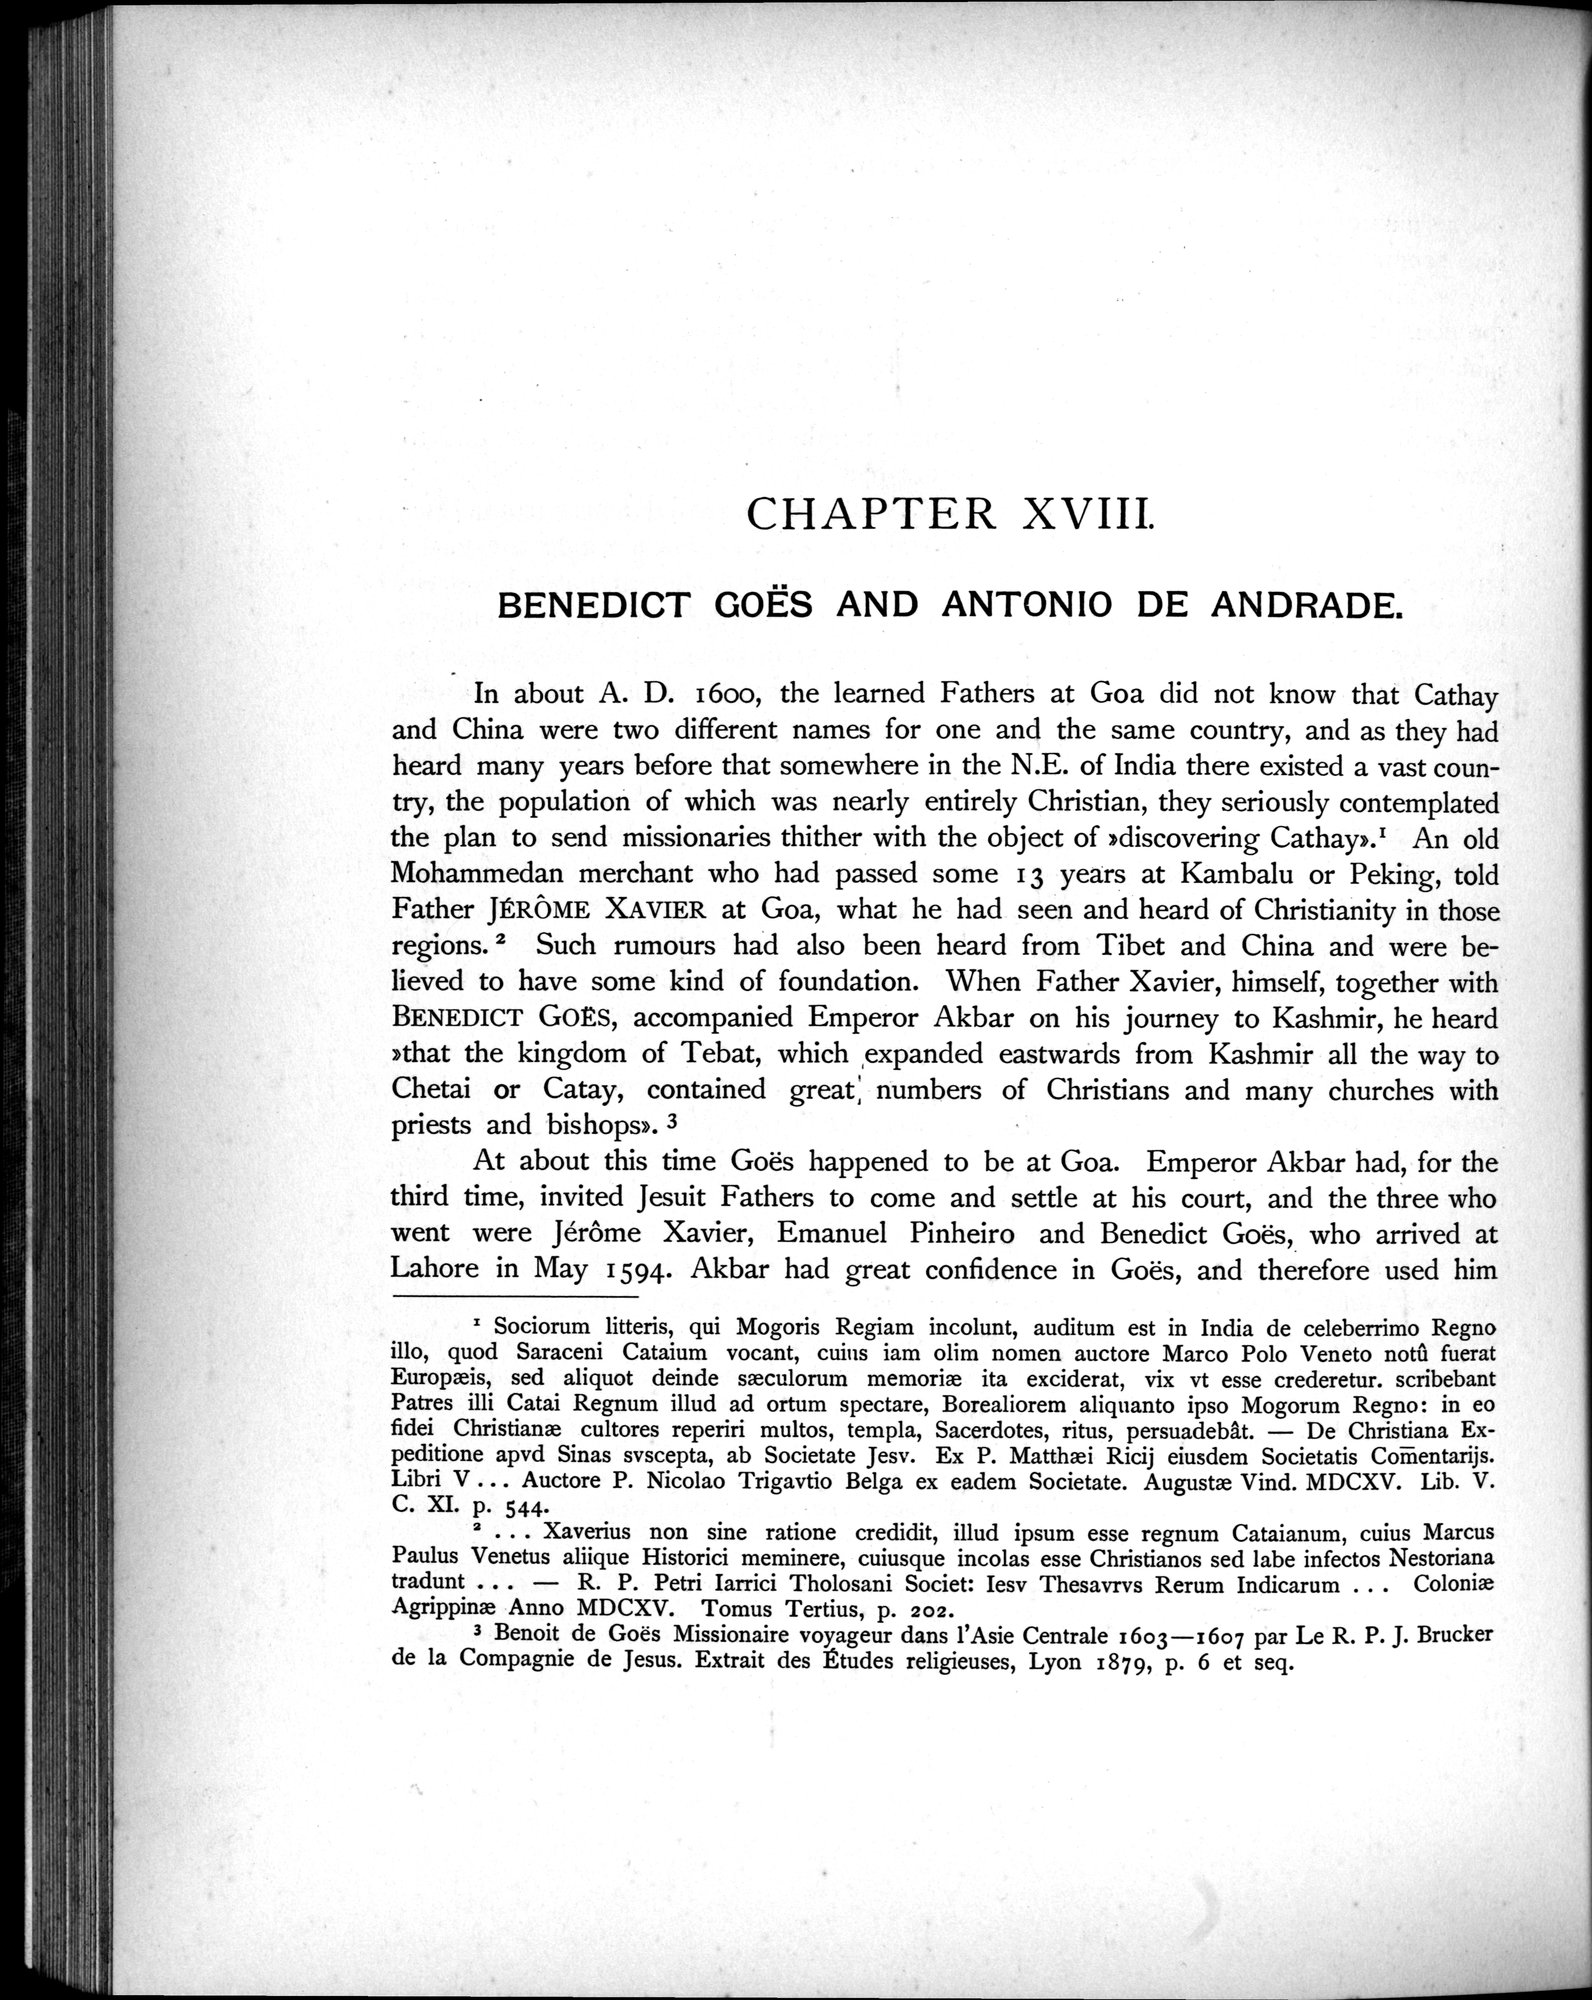 CHAPTER XVIII.
BENEDICT GOËS AND ANTONIO DE ANDRADE.
In about A. D. 1600, the learned Fathers at Goa did not know that Cathay
and China were two different names for one and the same country, and as they had
heard many years before that somewhere in the N.E. of India there existed a vast coun-
try, the population of which was nearly entirely Christian, they seriously contemplated
the plan to send missionaries thither with the object of »discovering Cathay».¹ An old
Mohammedan merchant who had passed some 13 years at Kambalu or Peking, told
Father JÉRÔME XAVIER at Goa, what he had seen and heard of Christianity in those
regions.² Such rumours had also been heard from Tibet and China and were be-
lieved to have some kind of foundation. When Father Xavier, himself, together with
BENEDICT GOËS, accompanied Emperor Akbar on his journey to Kashmir, he heard
»that the kingdom of Tebat, which expanded eastwards from Kashmir all the way to
Chetai or Catay, contained great numbers of Christians and many churches with
priests and bishops».³
At about this time Goës happened to be at Goa. Emperor Akbar had, for the
third time, invited Jesuit Fathers to come and settle at his court, and the three who
went were Jérôme Xavier, Emanuel Pinheiro and Benedict Goës, who arrived at
Lahore in May 1594. Akbar had great confidence in Goës, and therefore used him
¹ Sociorum litteris, qui Mogoris Regiam incolunt, auditum est in India de celeberrimo Regno
illo, quod Saraceni Cataium vocant, cuius iam olim nomen auctore Marco Polo Veneto notû fuerat
Europæis, sed aliquot deinde sæculorum memoriæ ita exciderat, vix vt esse crederetur. scribebant
Patres illi Catai Regnum illud ad ortum spectare, Borealiorem aliquanto ipso Mogorum Regno: in eo
fidei Christianæ cultores reperiri multos, templa, Sacerdotes, ritus, persuadebât. — De Christiana Ex-
peditione apvd Sinas svscepta, ab Societate Jesv. Ex P. Matthæi Ricij eiusdem Societatis Com̄entarijs.
Libri V . . . Auctore P. Nicolao Trigavtio Belga ex eadem Societate. Augustæ Vind. MDCXV. Lib. V.
C. XI. p. 544.
² . . . Xaverius non sine ratione credidit, illud ipsum esse regnum Cataianum, cuius Marcus
Paulus Venetus aliique Historici meminere, cuiusque incolas esse Christianos sed labe infectos Nestoriana
tradunt . . . — R. P. Petri Iarrici Tholosani Societ: Iesv Thesavrvs Rerum Indicarum . . . Coloniæ
Agrippinæ Anno MDCXV. Tomus Tertius, p. 202.
³ Benoit de Goës Missionaire voyageur dans l'Asie Centrale 1603—1607 par Le R. P. J. Brucker
de la Compagnie de Jesus. Extrait des Études religieuses, Lyon 1879, p. 6 et seq.